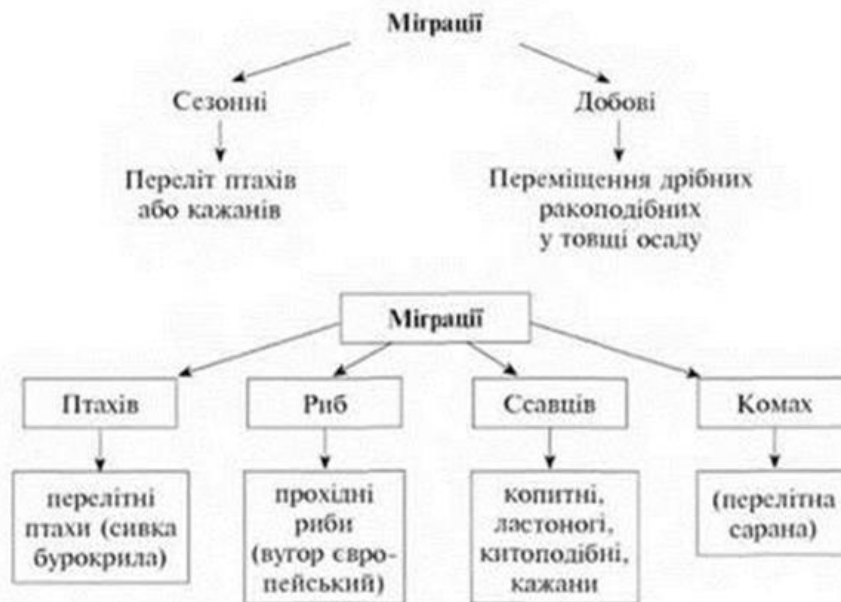 Міграції
Сезонні
Добові
Переліт птахів
або кажанів
Переміщення дрібних
ракоподібних
у товщі осаду
Міграції
Птахів
Риб
Ссавців
Комах
перелітні
птахи (сивка
бурокрила)
прохідні
риби
(вугор євро-
пейський)
копитні,
ластоногі,
китоподібні,
кажани
(перелітна
сарана)